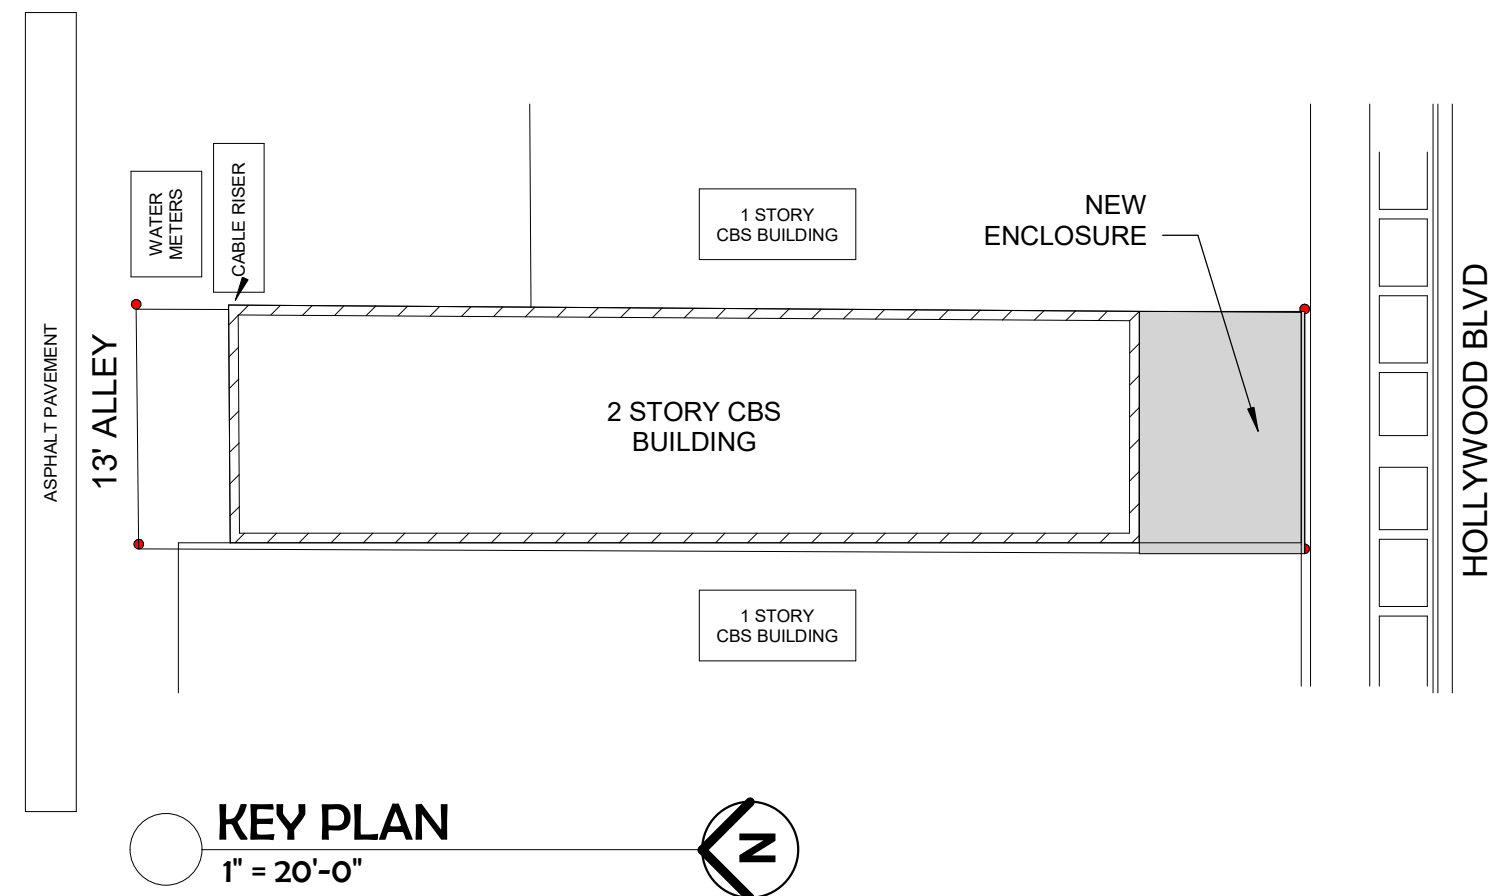 WATER
METERS
CABLE RISER
1 STORY
CBS BUILDING
NEW
ENCLOSURE
ASPHALT PAVEMENT
13' ALLEY
2 STORY CBS
BUILDING
HOLLYWOOD BLVD
1 STORY
CBS BUILDING
KEY PLAN
1" = 20'-0"
N